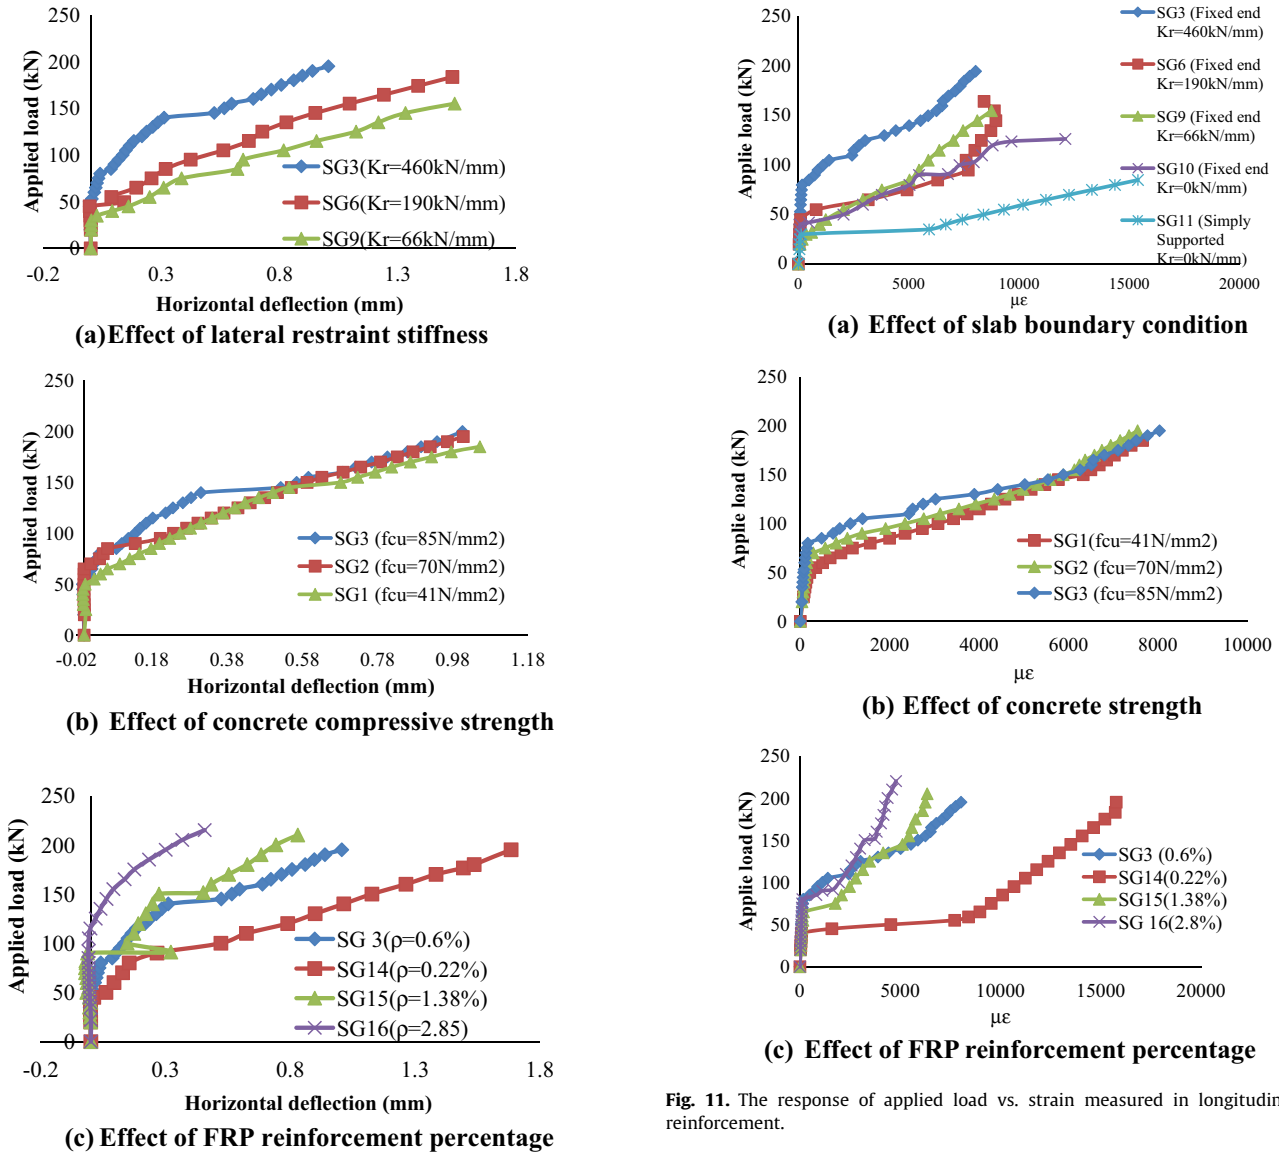 250
200
150
100
50
0
Applied load (kN)
SG3(Kr=460kN/mm)
SG6(Kr=190kN/mm)
SG9(Kr=66kN/mm)
-0.2 0.3 0.8 1.3 1.8
Horizontal deflection (mm)
(a)Effect of lateral restraint stiffness
250
200
150
100
50
0
Applied load (kN)
SG3 (fcu=85N/mm2)
SG2 (fcu=70N/mm2)
SG1 (fcu=41N/mm2)
-0.02 0.18 0.38 0.58 0.78 0.98 1.18
Horizontal deflection (mm)
(b) Effect of concrete compressive strength
250
200
150
100
50
0
Applied load (kN)
SG 3(ρ=0.6%)
SG14(ρ=0.22%)
SG15(ρ=1.38%)
SG16(ρ=2.85)
-0.2 0.3 0.8 1.3 1.8
Horizontal deflection (mm)
(c) Effect of FRP reinforcement percentage
250
200
150
100
50
0
Applie load (kN)
SG3 (Fixed end
Kr=460kN/mm)
SG6 (Fixed end
Kr=190kN/mm)
SG9 (Fixed end
Kr=66kN/mm)
SG10 (Fixed end
Kr=0kN/mm)
SG11 (Simply
Supported
Kr=0kN/mm)
0 5000 10000 15000 20000
με
(a) Effect of slab boundary condition
250
200
150
100
50
0
Applie load (kN)
SG1(fcu=41N/mm2)
SG2 (fcu=70N/mm2)
SG3 (fcu=85N/mm2)
0 2000 4000 6000 8000 10000
με
(b) Effect of concrete strength
250
200
150
100
50
0
Applie load (kN)
SG3 (0.6%)
SG14(0.22%)
SG15(1.38%)
SG 16(2.8%)
0 5000 10000 15000 20000
με
(c) Effect of FRP reinforcement percentage
Fig. 11. The response of applied load vs. strain measured in longitudin
reinforcement.